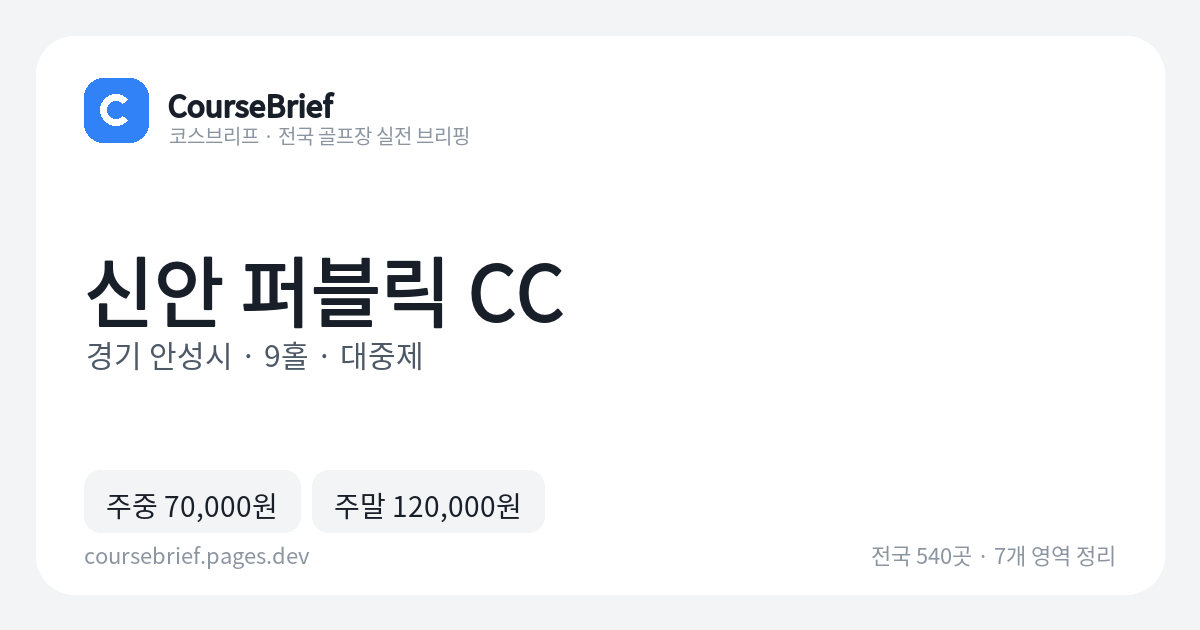 C
CourseBrief
코스브리프 · 전국 골프장 실전 브리핑
신안 퍼블릭 CC
경기 안성시 · 9홀 · 대중제
주중 70,000원 주말 120,000원
coursebrief.pages.dev 전국 540곳 · 7개 영역 정리